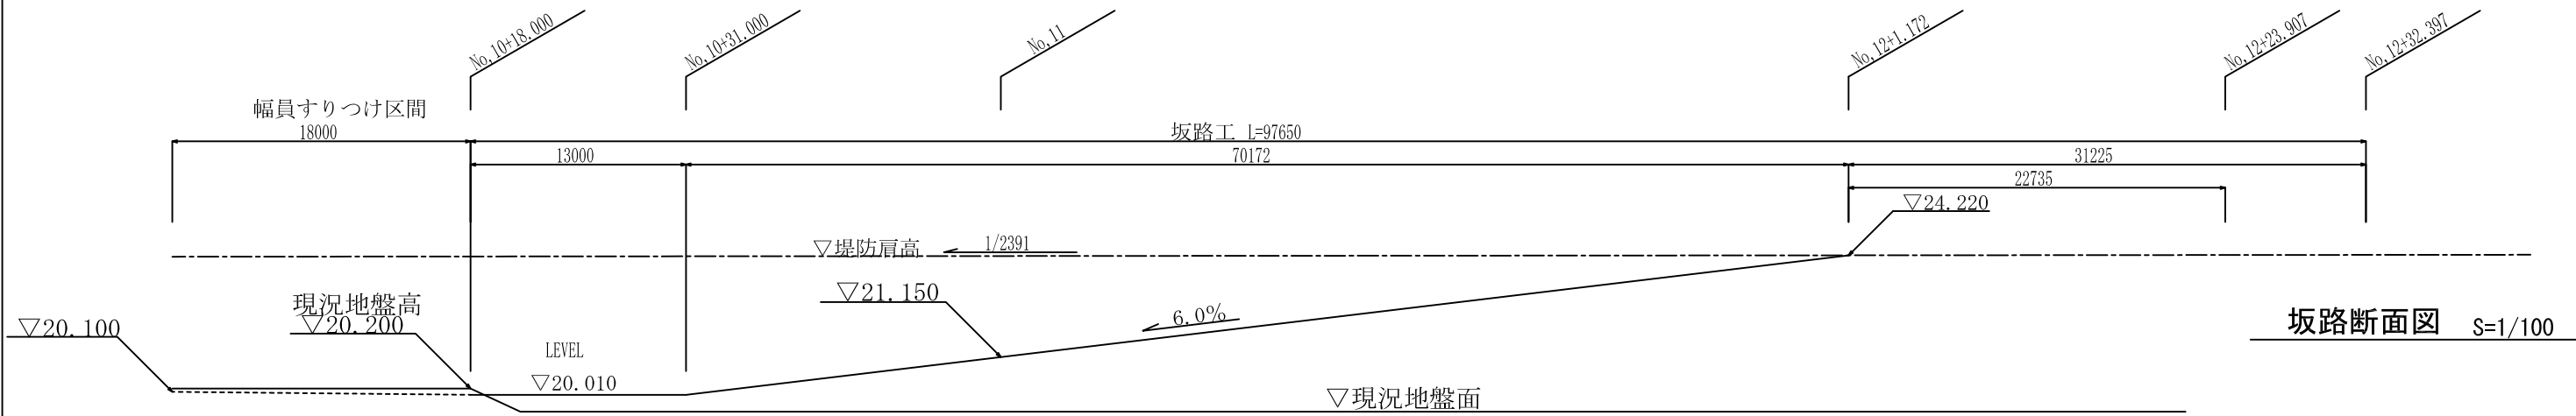 No,10+18.000
No,10+31.000
No,11
No,12+1.172
No,12+23.907
No,12+32.397
幅員すりつけ区間
18000
坂路工 L=97650
13000
70172
31225
22735
▽24.220
▽堤防肩高
1/2391
現況地盤高
▽20.200
▽20.100
▽21.150
6.0%
LEVEL
▽20.010
坂路断面図 S=1/100
▽現況地盤面